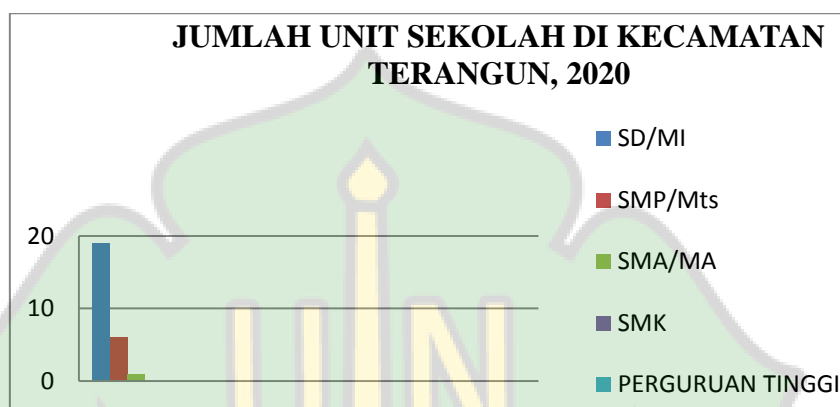 JUMLAH UNIT SEKOLAH DI KECAMATAN
TERANGUN, 2020
SD/MI
SMP/Mts
SMA/MA
SMK
PERGURUAN TINGGI
20
10
0
UIN